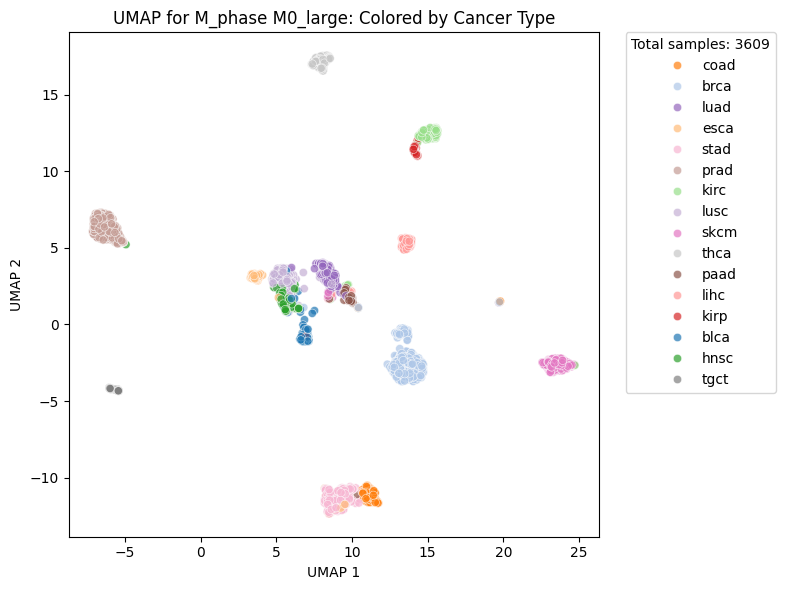 UMAP for M_phase M0_large: Colored by Cancer Type
Total samples: 3609
coad
brca
luad
esca
stad
prad
kirc
lusc
skcm
thca
paad
lihc
kirp
blca
hnsc
tgct
UMAP 2
15
10
5
0
−5
−10
−5
0
5
10
15
20
25
UMAP 1